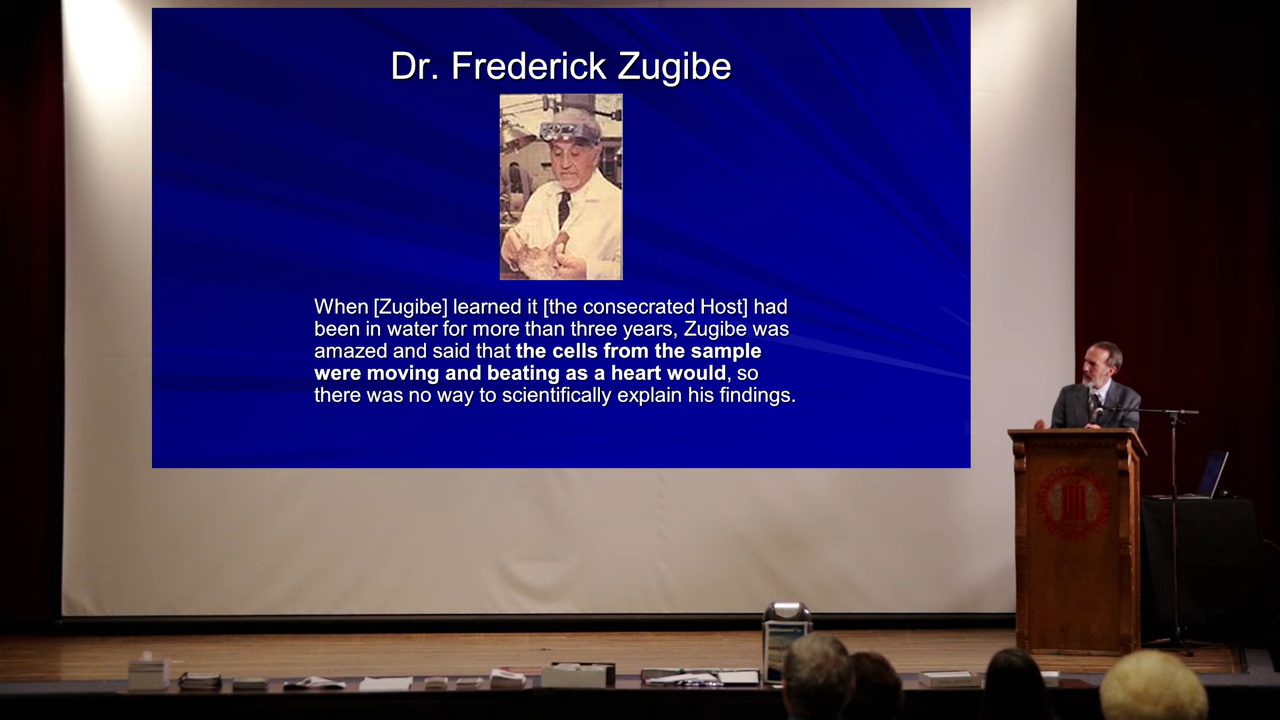 Dr. Frederick Zugibe
When [Zugibe] learned it [the consecrated Host] had
been in water for more than three years, Zugibe was
amazed and said that the cells from the sample
were moving and beating as a heart would, so
there was no way to scientifically explain his findings.